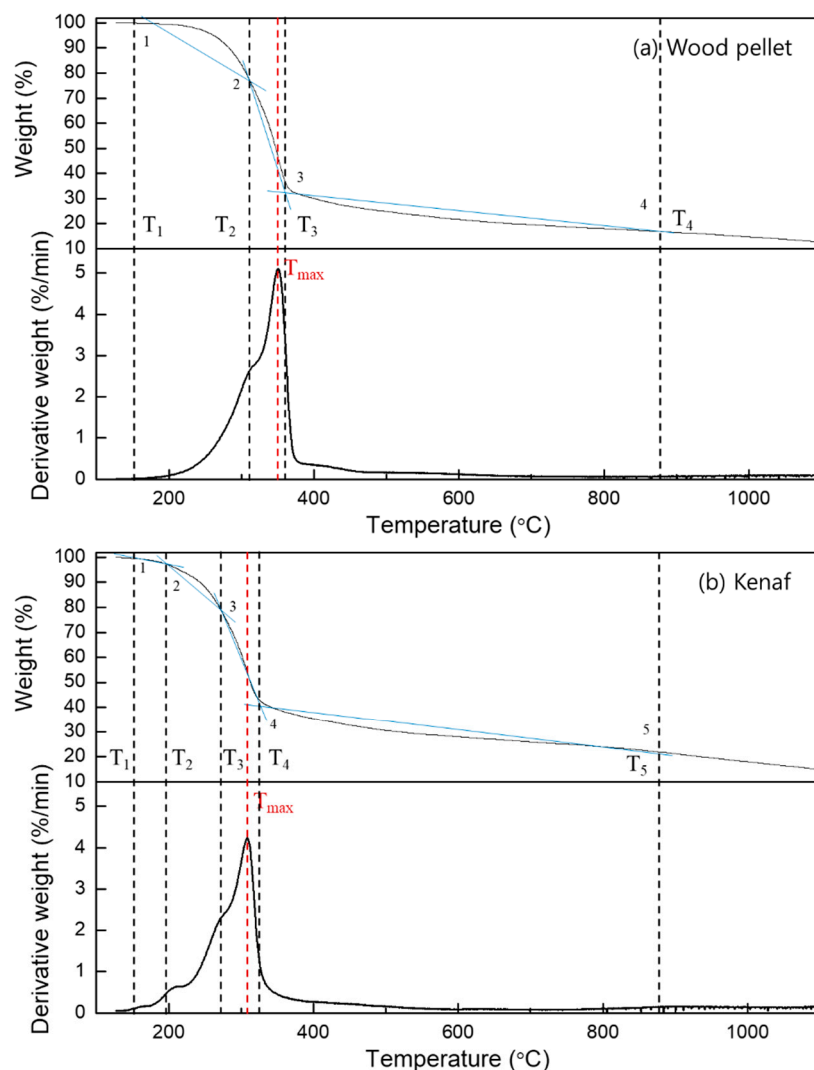 (a) Wood pellet
Weight (%)
100
90
80
70
60
50
40
30
20
10
1
2
3
4
T1
T2
T3
T4
Tmax
Derivative weight (%/min)
5
4
3
2
1
0
200
400
600
800
1000
Temperature (°C)
(b) Kenaf
Weight (%)
100
90
80
70
60
50
40
30
20
10
1
2
3
4
5
T1
T2
T3
T4
T5
Tmax
Derivative weight (%/min)
5
4
3
2
1
0
200
400
600
800
1000
Temperature (°C)